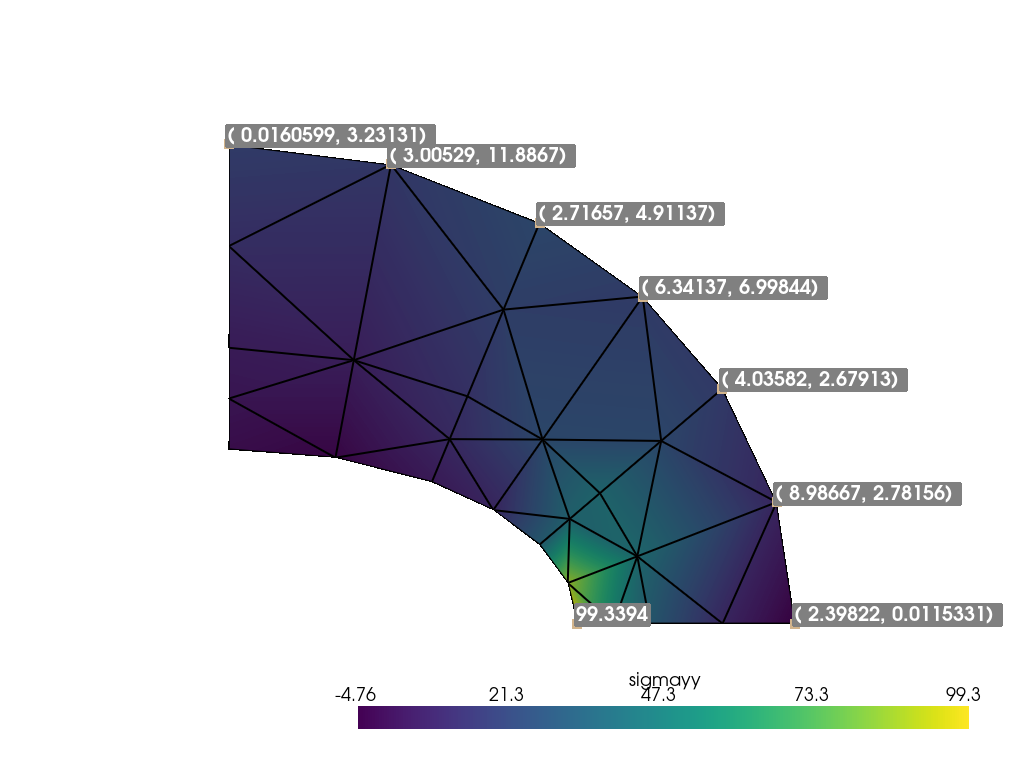 ( 0.0160599, 3.23131)
( 3.00529, 11.8867)
( 2.71657, 4.91137)
( 6.34137, 6.99844)
( 4.03582, 2.67913)
( 8.98667, 2.78156)
99.3394
( 2.39822, 0.0115331)
sigmayy
-4.76 21.3 47.3 73.3 99.3